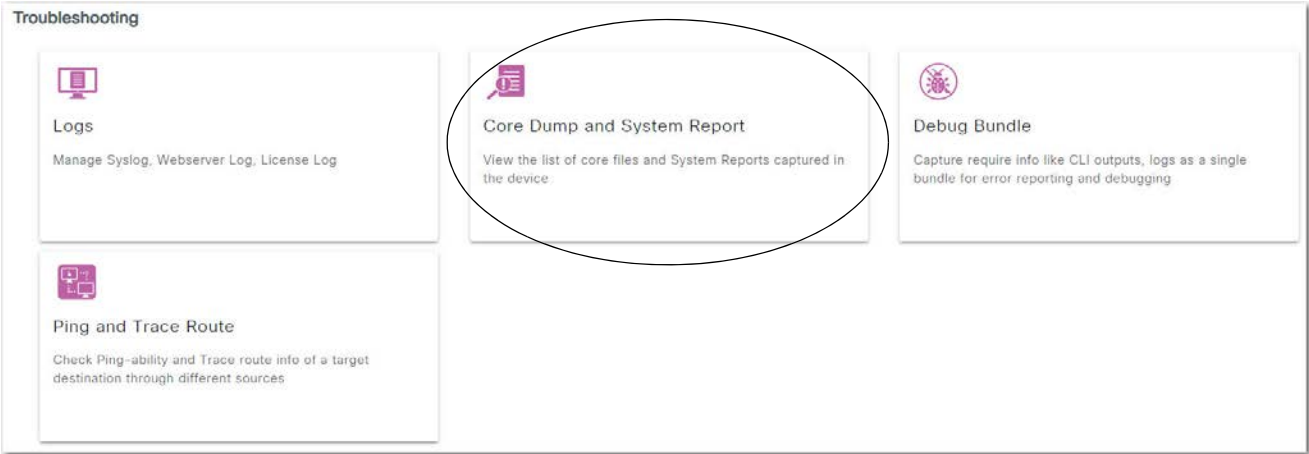 Troubleshooting
Logs
Manage Syslog, Webserver Log, License Log
Core Dump and System Report
View the list of core files and System Reports captured in
the device
Debug Bundle
Capture require info like CLI outputs, logs as a single
bundle for error reporting and debugging
Ping and Trace Route
Check Ping-ability and Trace route info of a target
destination through different sources